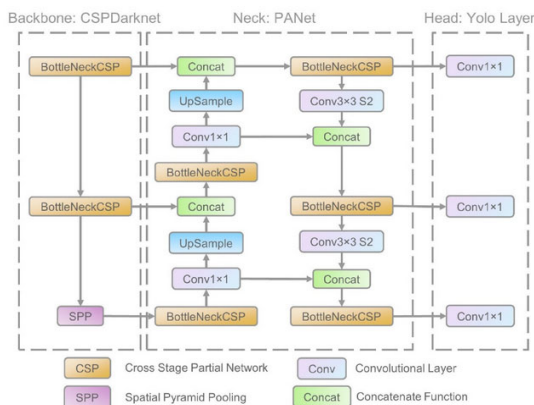 Backbone: CSPDarknet Neck: PANet Head: Yolo Layer
BottleNeckCSP Concat BottleNeckCSP Conv1×1
UpSample Conv3×3 S2
Conv1×1 Concat
BottleNeckCSP
BottleNeckCSP Concat BottleNeckCSP Conv1×1
UpSample Conv3×3 S2
Conv1×1 Concat
SPP BottleNeckCSP BottleNeckCSP Conv1×1
CSP Cross Stage Partial Network Conv Convolutional Layer
SPP Spatial Pyramid Pooling Concat Concatenate Function